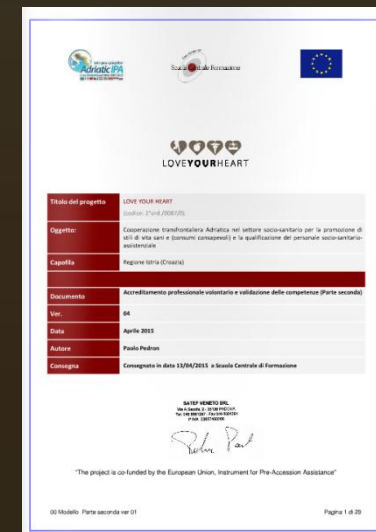 Adriatic IPA
Scuola Centrale Formazione
LOVEYOURHEART
Titolo del progetto
LOVE YOUR HEART
(codice: 2°ord./0087/0)
Oggetto:
Cooperazione transfrontaliera Adriatica nel settore socio-sanitario per la promozione di
stili di vita sani e (consumi consapevoli) e la qualificazione del personale socio-sanitario-
assistenziale
Capofila
Regione Istria (Croazia)
Documento
Accreditamento professionale volontario e validazione delle competenze (Parte seconda)
Ver.
04
Data
Aprile 2015
Autore
Paolo Pedron
Consegna
Consegnato in data 13/04/2015 a Scuola Centrale di Formazione
SATEF VENETO SRL
"The project is co-funded by the European Union, Instrument for Pre-Accession Assistance"
00 Modello Parte seconda ver 01
Pagina 1 di 29